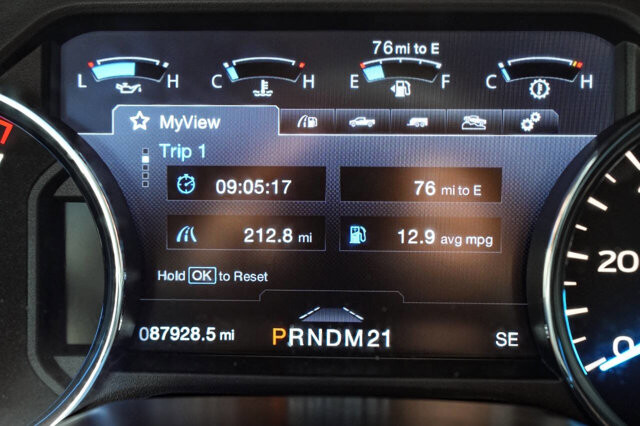 76 mi to E
L H C H E F C H
MyView
Trip 1
09:05:17 76 mi to E
212.8 mi 12.9 avg mpg
Hold OK to Reset
087928.5 mi PRNDM21 SE
20
0